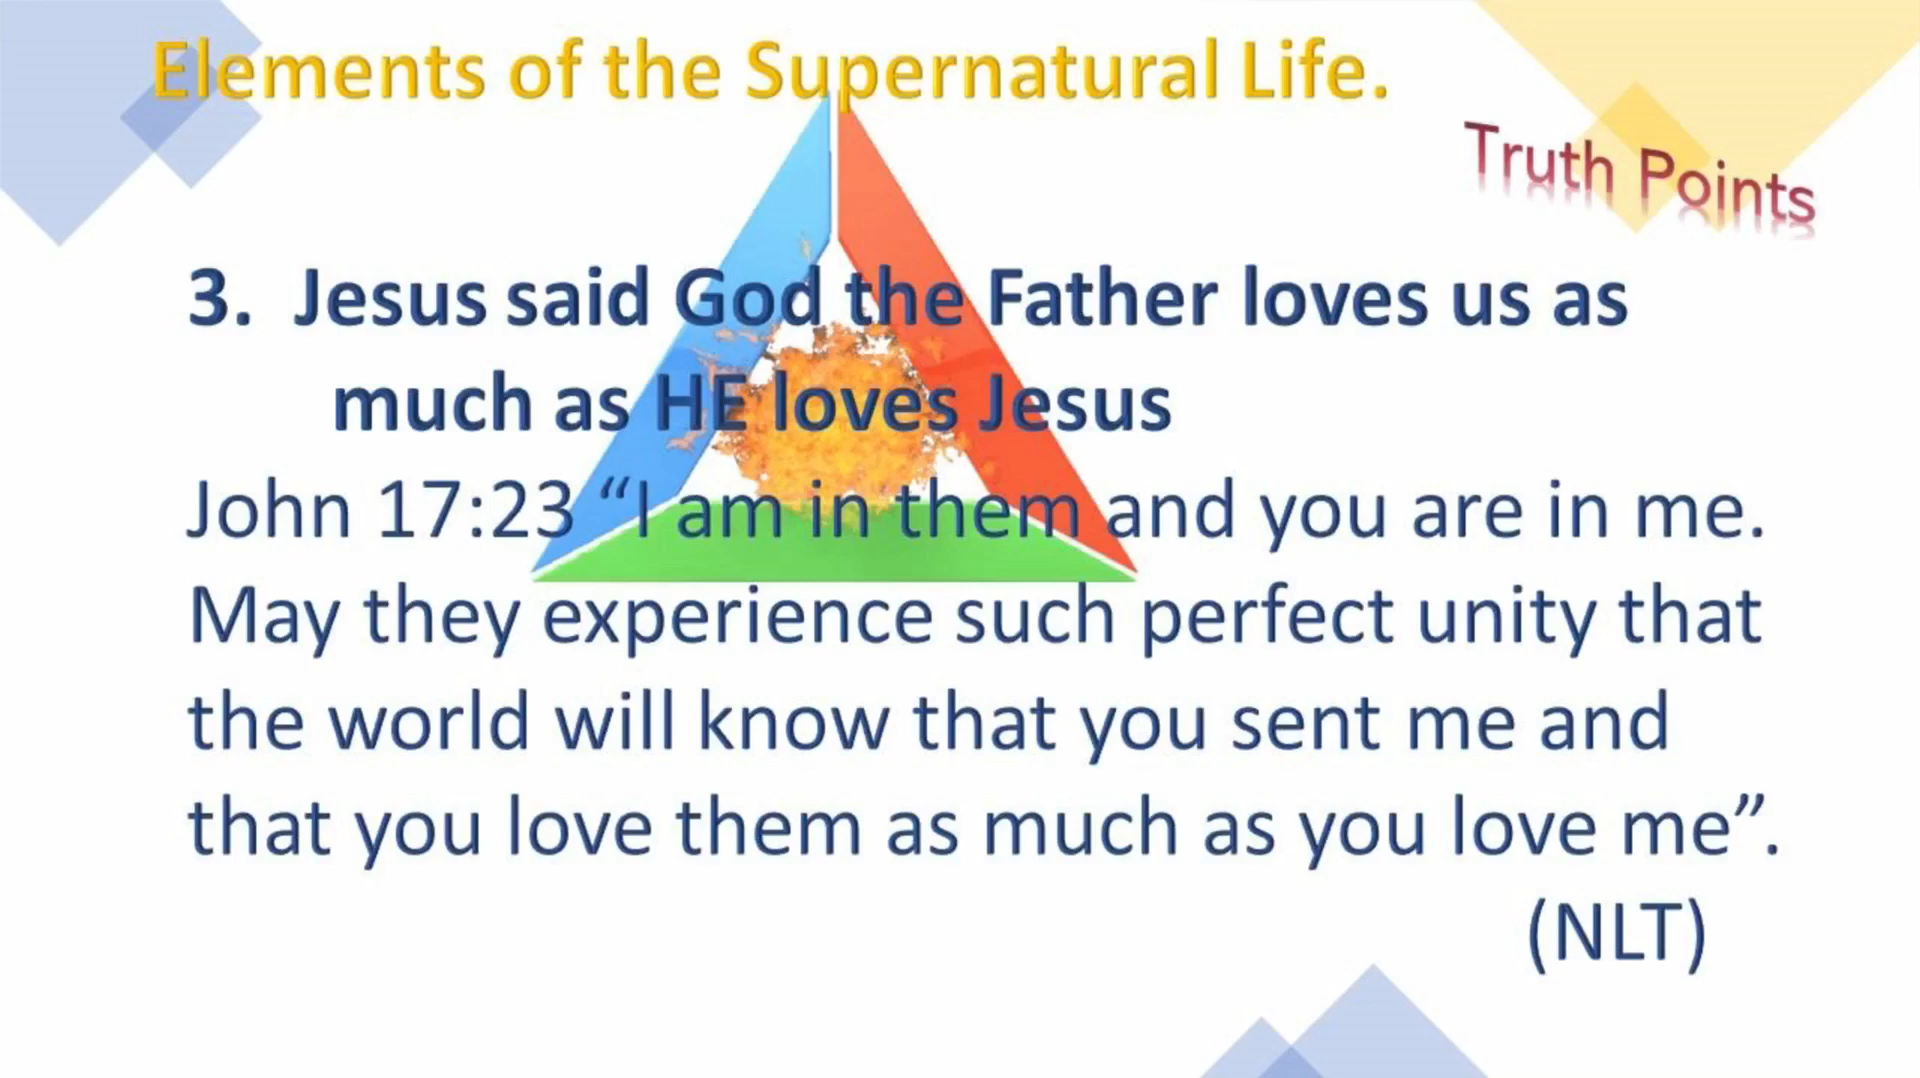 Elements of the Supernatural Life.
Truth Points
3. Jesus said God the Father loves us as
much as HE loves Jesus
John 17:23 “I am in them and you are in me.
May they experience such perfect unity that
the world will know that you sent me and
that you love them as much as you love me”.
(NLT)